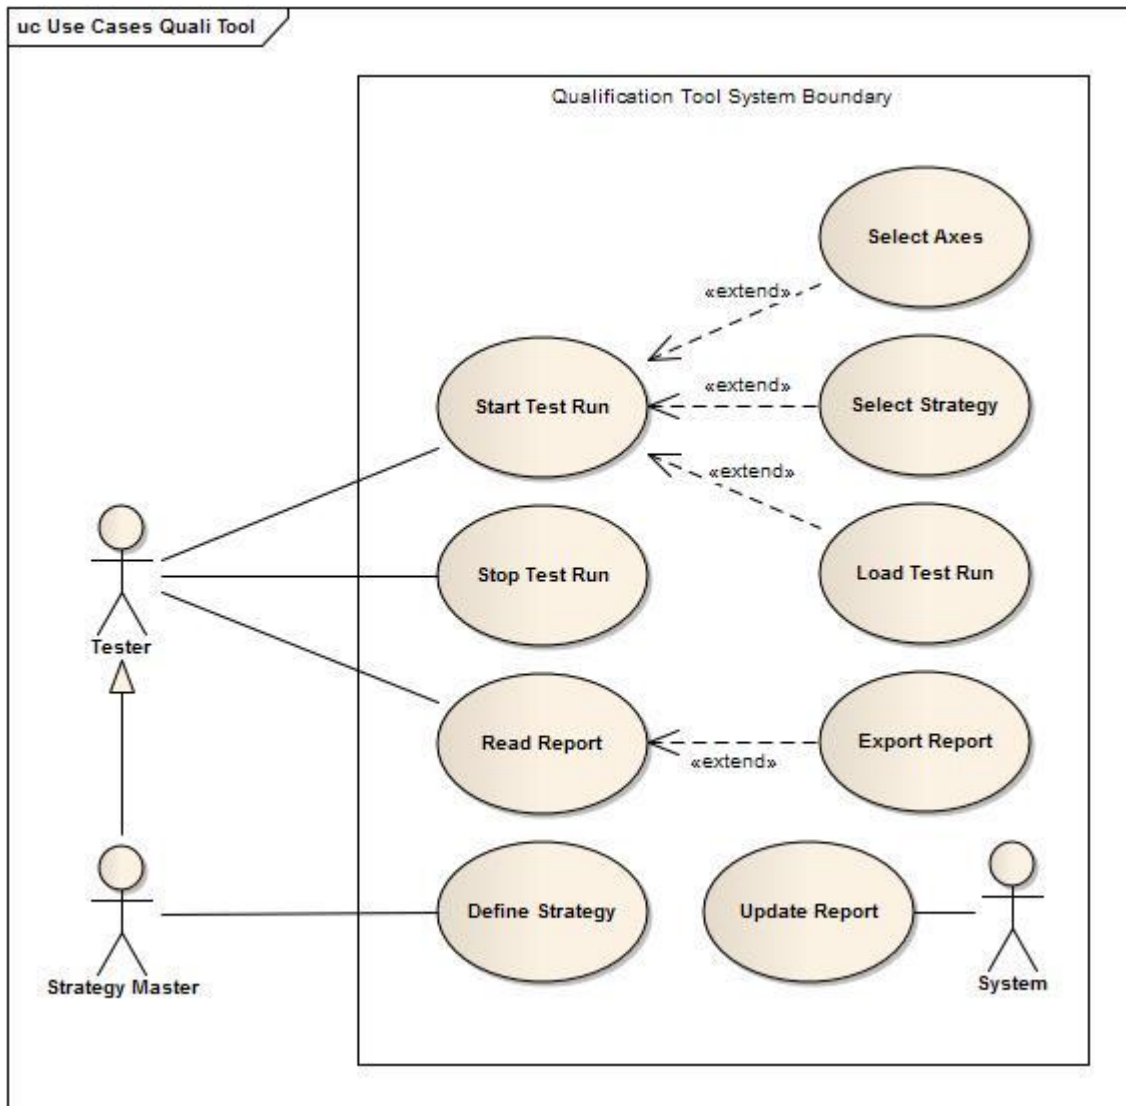 uc Use Cases Quali Tool
Qualification Tool System Boundary
Select Axes
«extend»
Start Test Run
«extend»
Select Strategy
«extend»
Stop Test Run
Load Test Run
Tester
Read Report
«extend»
Export Report
Define Strategy
Update Report
Strategy Master
System